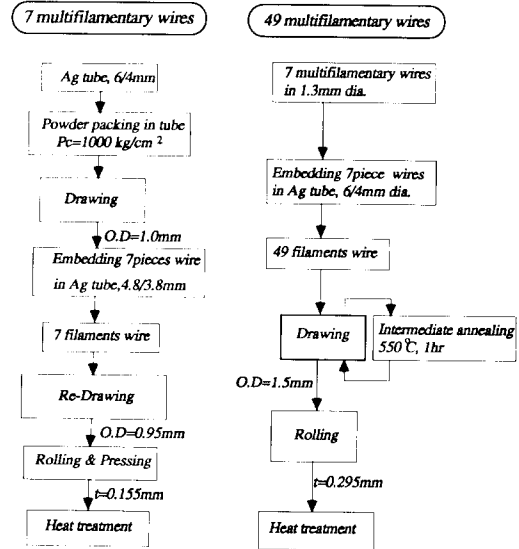 7 multifilamentary wires
Ag tube, 6/4mm
Powder packing in tube
Pc=1000 kg/cm 2
Drawing
O.D=1.0mm
Embedding 7pieces wire
in Ag tube,4.8/3.8mm
7 filaments wire
Re-Drawing
O.D=0.95mm
Rolling & Pressing
t=0.155mm
Heat treatment
49 multifilamentary wires
7 multifilamentary wires
in 1.3mm dia.
Embedding 7piece wires
in Ag tube, 6/4mm dia.
49 filaments wire
Drawing
Intermediate annealing
550℃, 1hr
O.D=1.5mm
Rolling
t=0.295mm
Heat treatment